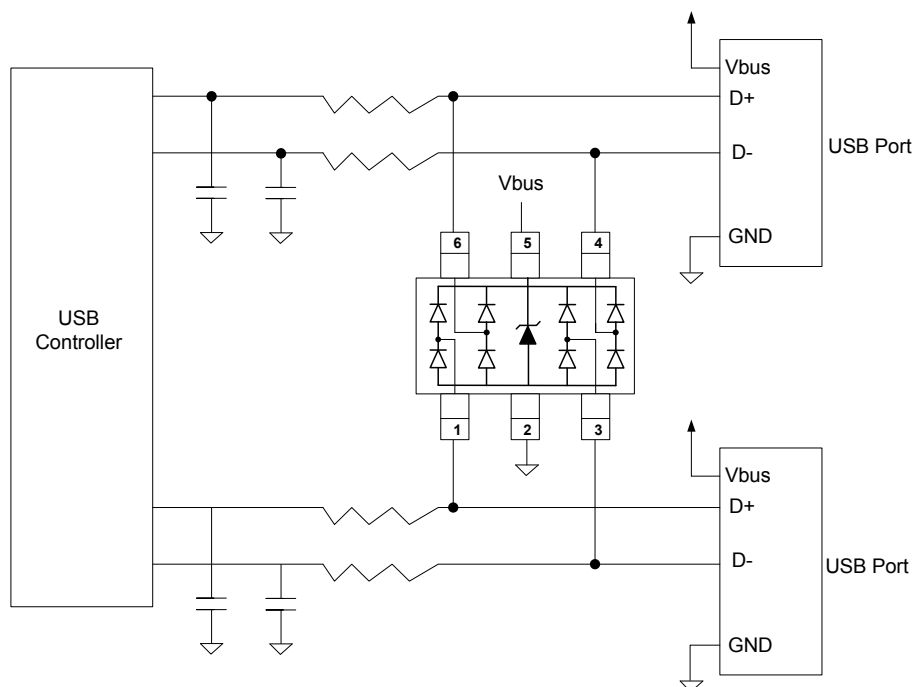 Vbus
D+
D-
USB Port
GND
Vbus
6
5
4
USB
Controller
1
2
3
Vbus
D+
D-
USB Port
GND